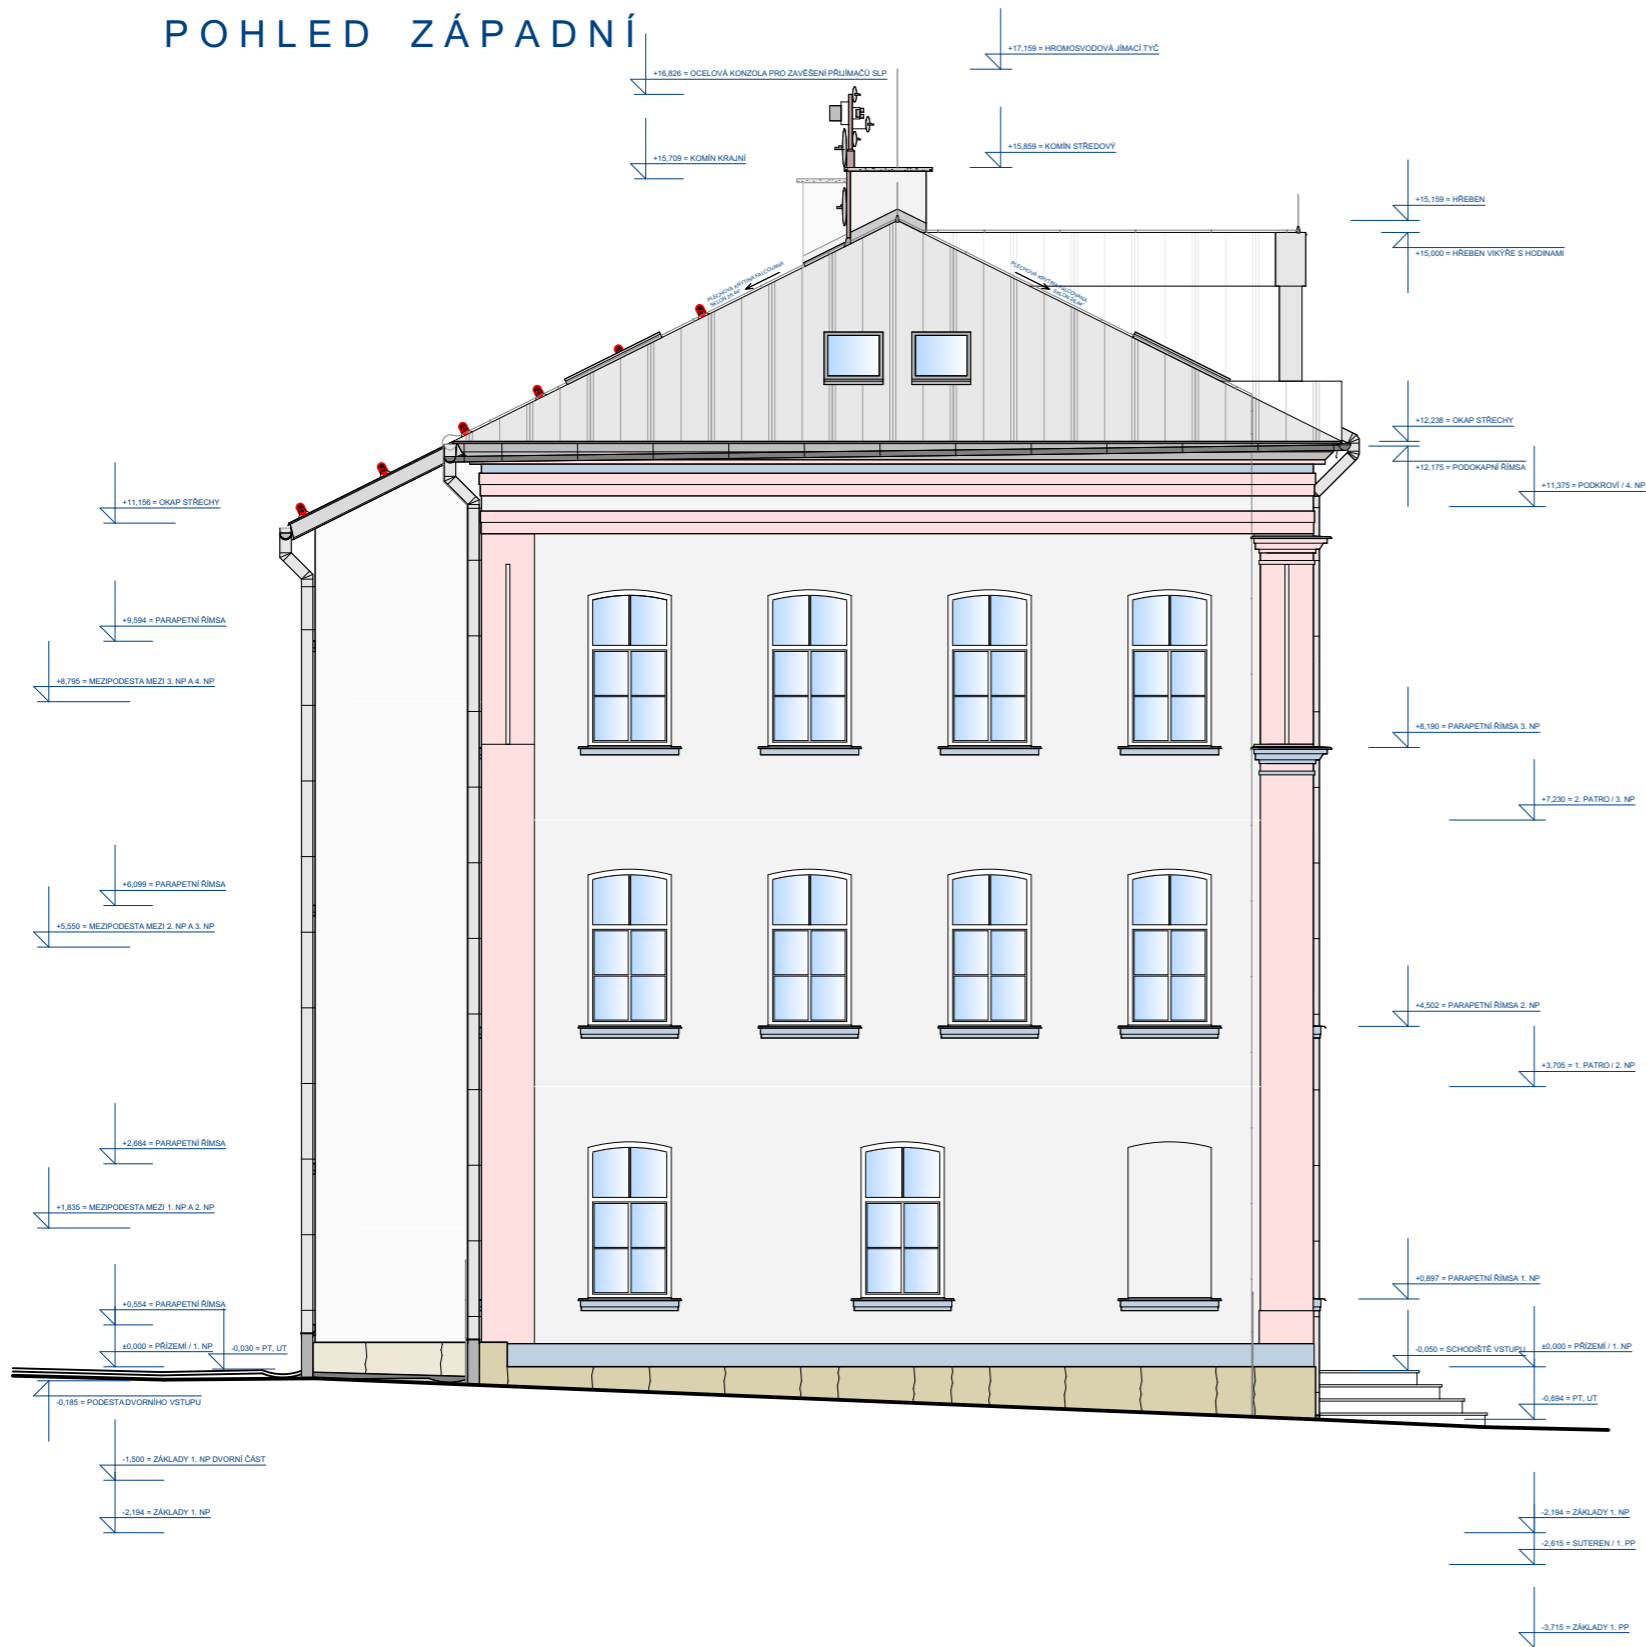 POHLED ZÁPADNÍ
+17,159 = HROMOSVODOVÁ JÍMACÍ TYČ
+16,826 = OCELOVÁ KONZOLA PRO ZAVĚŠENÍ PŘIJÍMAČŮ SLP
+15,859 = KOMÍN STŘEDOVÝ
+15,709 = KOMÍN KRAJNÍ
+15,159 = HŘEBEN
+15,000 = HŘEBEN VIKÝŘE S HODINAMI
PLECHOVÁ KRYTINA FALCOVANÁ
PLECHOVÁ KRYTINA FALCOVANÁ
+12,238 = OKAP STŘECHY
+12,175 = PODOKAPNÍ ŘÍMSA
+11,375 = PODKROVÍ / 4. NP
+11,156 = OKAP STŘECHY
+9,594 = PARAPETNÍ ŘÍMSA
+8,795 = MEZIPODESTA MEZI 3. NP A 4. NP
+8,190 = PARAPETNÍ ŘÍMSA 3. NP
+7,230 = 2. PATRO / 3. NP
+6,099 = PARAPETNÍ ŘÍMSA
+5,550 = MEZIPODESTA MEZI 2. NP A 3. NP
+4,502 = PARAPETNÍ ŘÍMSA 2. NP
+3,705 = 1. PATRO / 2. NP
+2,684 = PARAPETNÍ ŘÍMSA
+1,835 = MEZIPODESTA MEZI 1. NP A 2. NP
+0,897 = PARAPETNÍ ŘÍMSA 1. NP
+0,554 = PARAPETNÍ ŘÍMSA
±0,000 = PŘÍZEMÍ / 1. NP
-0,030 = PT, UT
-0,050 = SCHODIŠTĚ VSTUPU
±0,000 = PŘÍZEMÍ / 1. NP
-0,185 = PODESTA DVORNÍHO VSTUPU
-0,694 = PT, UT
-1,500 = ZÁKLADY 1. NP DVORNÍ ČÁST
-2,194 = ZÁKLADY 1. NP
-2,194 = ZÁKLADY 1. NP
-2,615 = SUTEREN / 1. PP
-3,715 = ZÁKLADY 1. PP